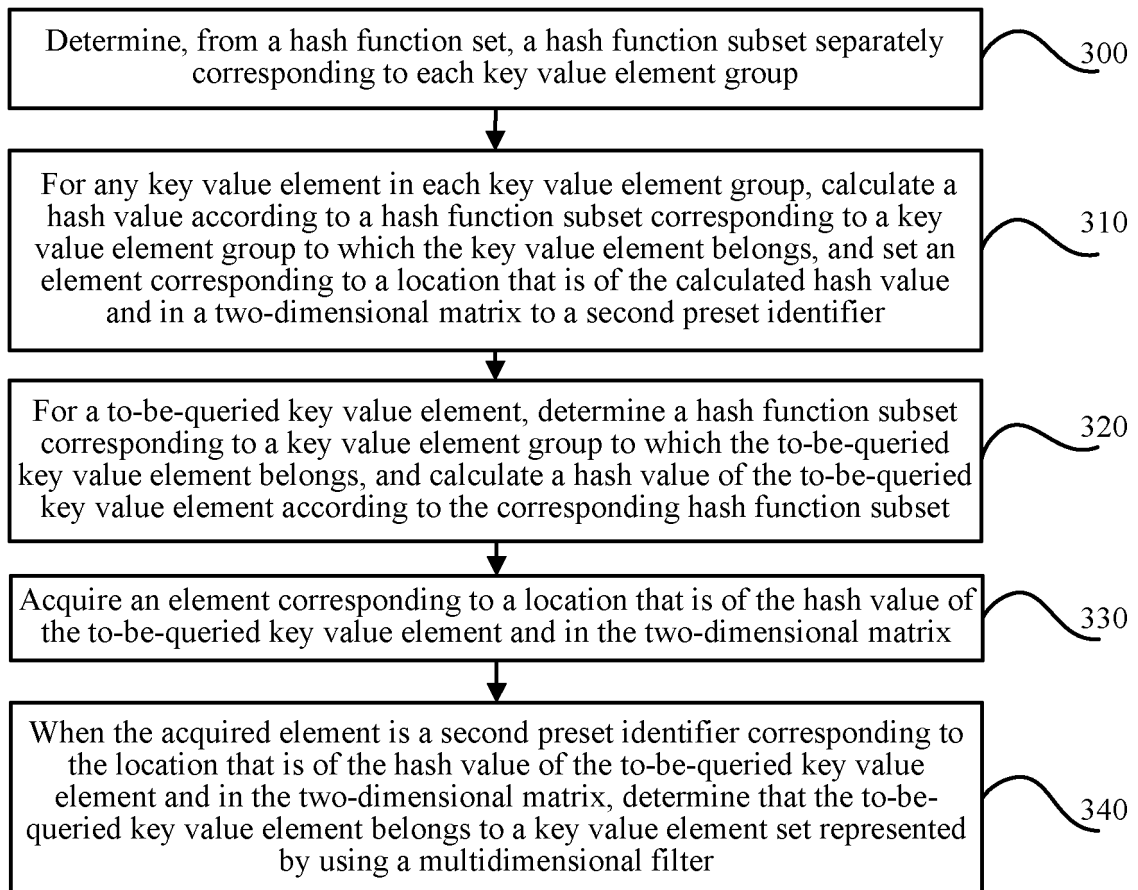 Determine, from a hash function set, a hash function subset separately
corresponding to each key value element group
300
For any key value element in each key value element group, calculate a
hash value according to a hash function subset corresponding to a key
value element group to which the key value element belongs, and set an
element corresponding to a location that is of the calculated hash value
and in a two-dimensional matrix to a second preset identifier
310
For a to-be-queried key value element, determine a hash function subset
corresponding to a key value element group to which the to-be-queried
key value element belongs, and calculate a hash value of the to-be-queried
key value element according to the corresponding hash function subset
320
Acquire an element corresponding to a location that is of the hash value of
the to-be-queried key value element and in the two-dimensional matrix
330
When the acquired element is a second preset identifier corresponding to
the location that is of the hash value of the to-be-queried key value
element and in the two-dimensional matrix, determine that the to-be-
queried key value element belongs to a key value element set represented
by using a multidimensional filter
340